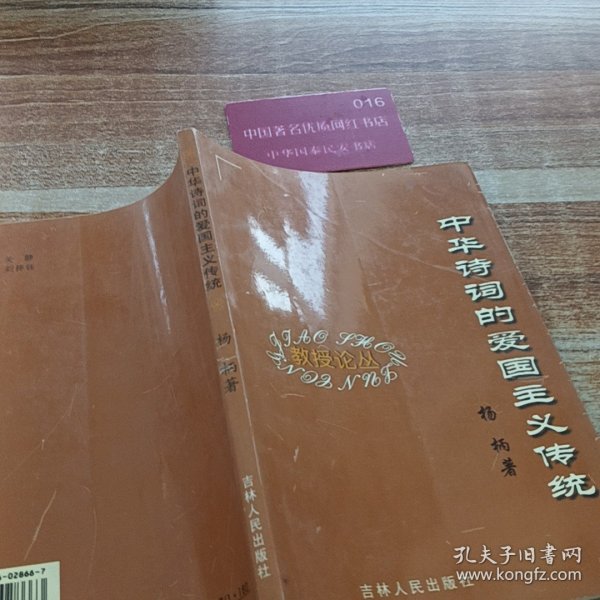 016
中国著名优质网红书店
中华国泰民安书店
中华诗词的爱国主义传统
杨柄著
吉林人民出版社
中华诗词的爱国主义传统
杨柄著
JIAO SHOU LUN CONG
教授论丛
吉林人民出版社
-02866-7
孔夫子旧书网
www.kongfz.com